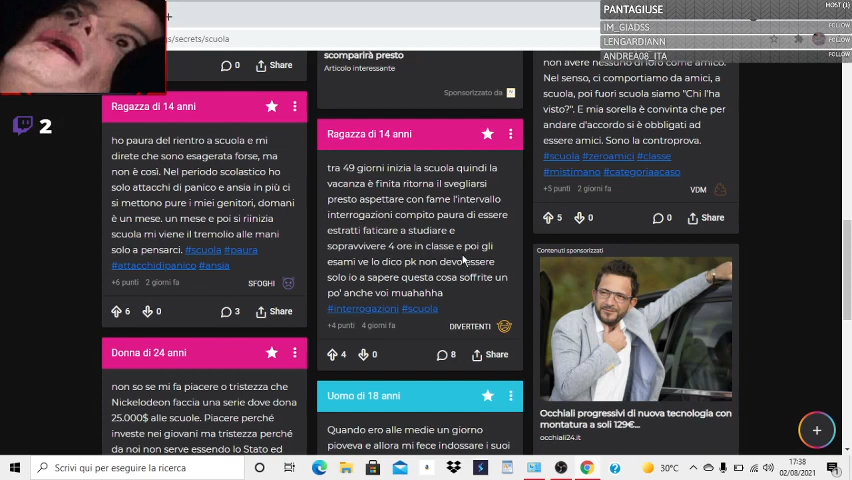 PANTAGIUSE
HOST (1)
IM_GIADSS
FOLLOW
LENGARDIANN
FOLLOW
ANDREA08_ITA
FOLLOW
2
gs/secrets/scuola
0
Share
Ragazza di 14 anni
ho paura del rientro a scuola e mi
direte che sono esagerata forse, ma
non è così. Nel periodo scolastico ho
solo attacchi di panico e ansia in più ci
si mettono pure i miei genitori, domani
è un mese. un mese e poi si riinizia
scuola mi viene il tremolio alle mani
solo a pensarci. #scuola #paura
#attacchidipanico #ansia
+6 punti
2 giorni fa
SFOGHI
6
0
3
Share
Donna di 24 anni
non so se mi fa piacere o tristezza che
Nickelodeon faccia una serie dove dona
25.000$ alle scuole. Piacere perché
investe nei giovani ma tristezza perché
da noi non serve essendo lo Stato ed
scomparirà presto
Articolo interessante
Sponsorizzato da
Ragazza di 14 anni
tra 49 giorni inizia la scuola quindi la
vacanza è finita ritorna il svegliarsi
presto aspettare con fame l'intervallo
interrogazioni compito paura di essere
estratti faticare a studiare e
sopravvivere 4 ore in classe e poi gli
esami ve lo dico pk non devo essere
solo io a sapere questa cosa soffrite un
po' anche voi muahahha
#interrogazioni #scuola
+4 punti
4 giorni fa
DIVERTENTI
4
0
8
Share
Uomo di 18 anni
Quando ero alle medie un giorno
pioveva e allora mi fece indossare i suoi
avere nessuno di loro come amico.
Nel senso, ci comportiamo da amici, a
scuola, poi fuori scuola siamo "Chi l'ha
visto?". E mia sorella è convinta che per
andare d'accordo si è obbligati ad
essere amici. Sono la controprova.
#scuola #zeroamici #classe
#mistimano #categoriaacaso
+5 punti
2 giorni fa
VDM
5
0
0
Share
Contenuti sponsorizzati
Occhiali progressivi di nuova tecnologia con
montatura a soli 129€...
occhiali24.it
+
Scrivi qui per eseguire la ricerca
a
30°C
17:38
02/08/2021